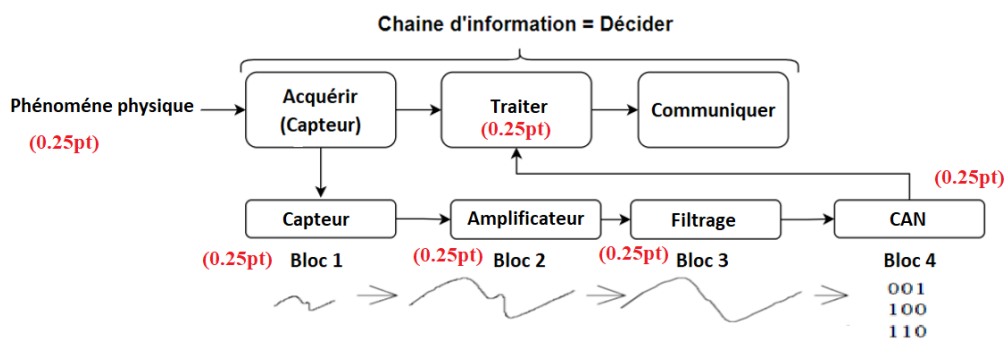 Chaine d'information = Décider
Phénoméne physique
(0.25pt)
Acquérir
(Capteur)
Traiter
(0.25pt)
Communiquer
(0.25pt)
Capteur
Amplificateur
Filtrage
CAN
(0.25pt)
Bloc 1
(0.25pt)
Bloc 2
(0.25pt)
Bloc 3
Bloc 4
001
100
110